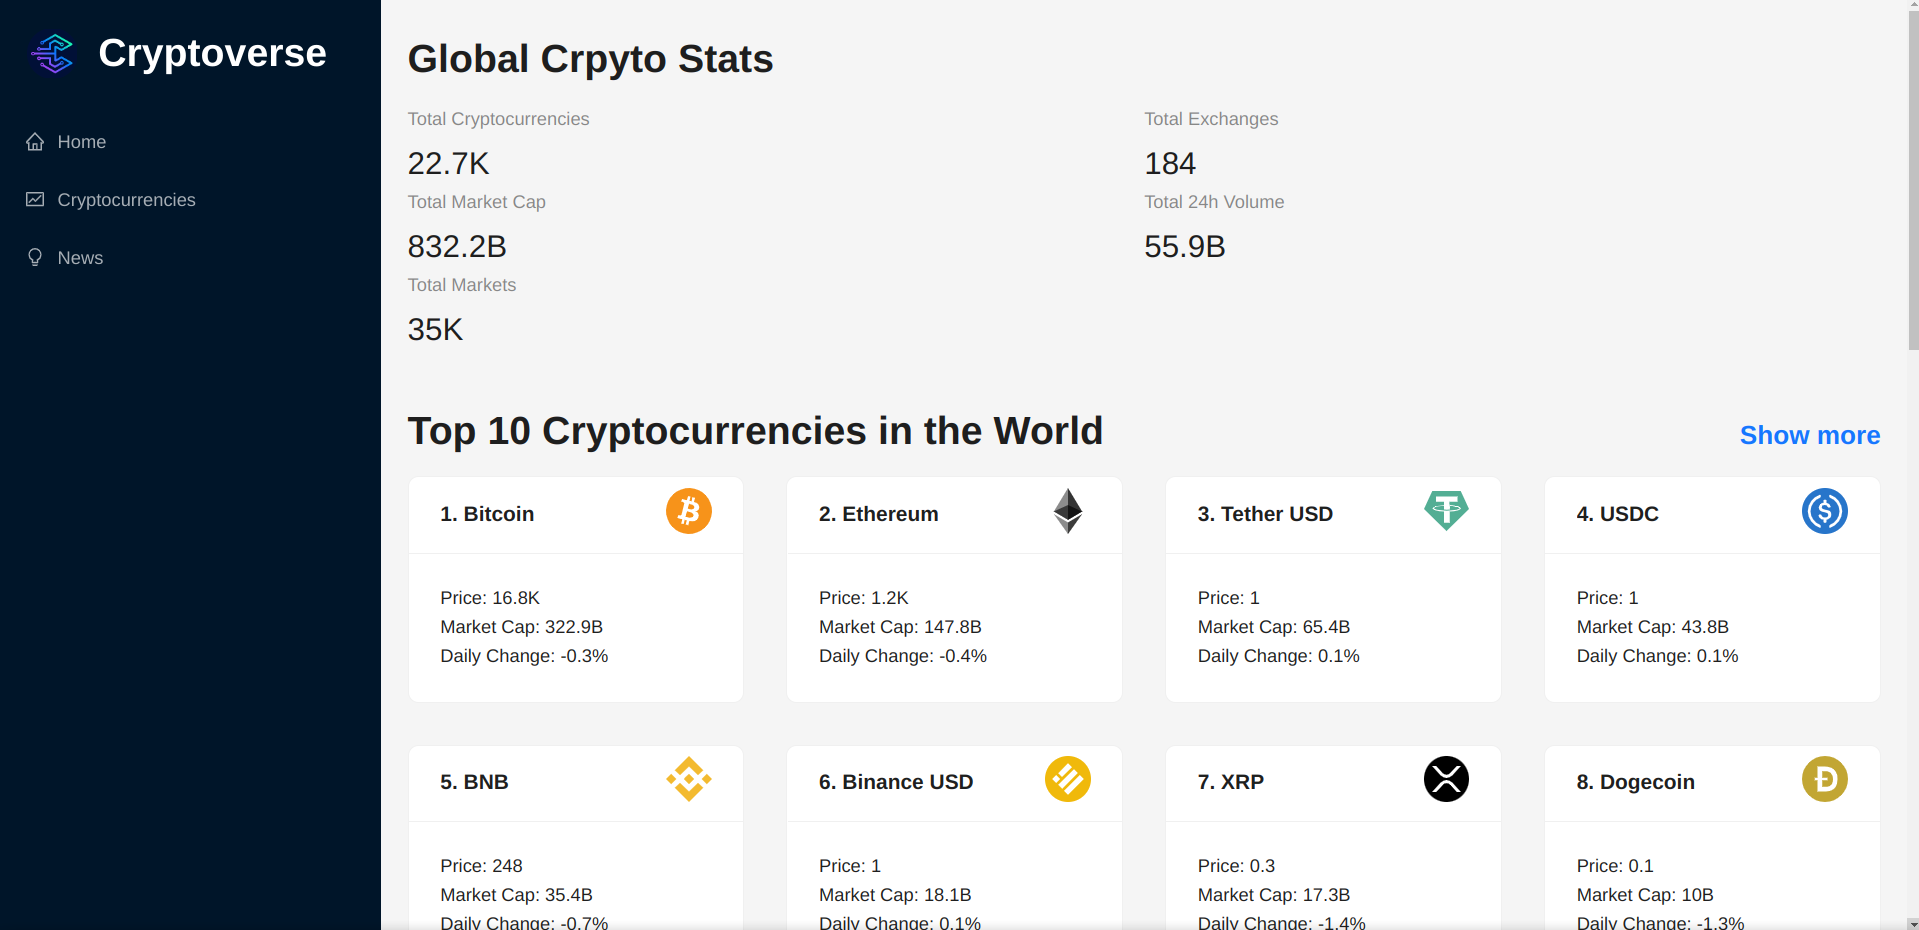 Cryptoverse
Home
Cryptocurrencies
News
Global Crpyto Stats
Total Cryptocurrencies
22.7K
Total Exchanges
184
Total Market Cap
832.2B
Total 24h Volume
55.9B
Total Markets
35K
Top 10 Cryptocurrencies in the World
Show more
1. Bitcoin
Price: 16.8K
Market Cap: 322.9B
Daily Change: -0.3%
2. Ethereum
Price: 1.2K
Market Cap: 147.8B
Daily Change: -0.4%
3. Tether USD
Price: 1
Market Cap: 65.4B
Daily Change: 0.1%
4. USDC
Price: 1
Market Cap: 43.8B
Daily Change: 0.1%
5. BNB
Price: 248
Market Cap: 35.4B
Daily Change: -0.7%
6. Binance USD
Price: 1
Market Cap: 18.1B
Daily Change: 0.1%
7. XRP
Price: 0.3
Market Cap: 17.3B
Daily Change: -1.4%
8. Dogecoin
Price: 0.1
Market Cap: 10B
Daily Change: -1.3%